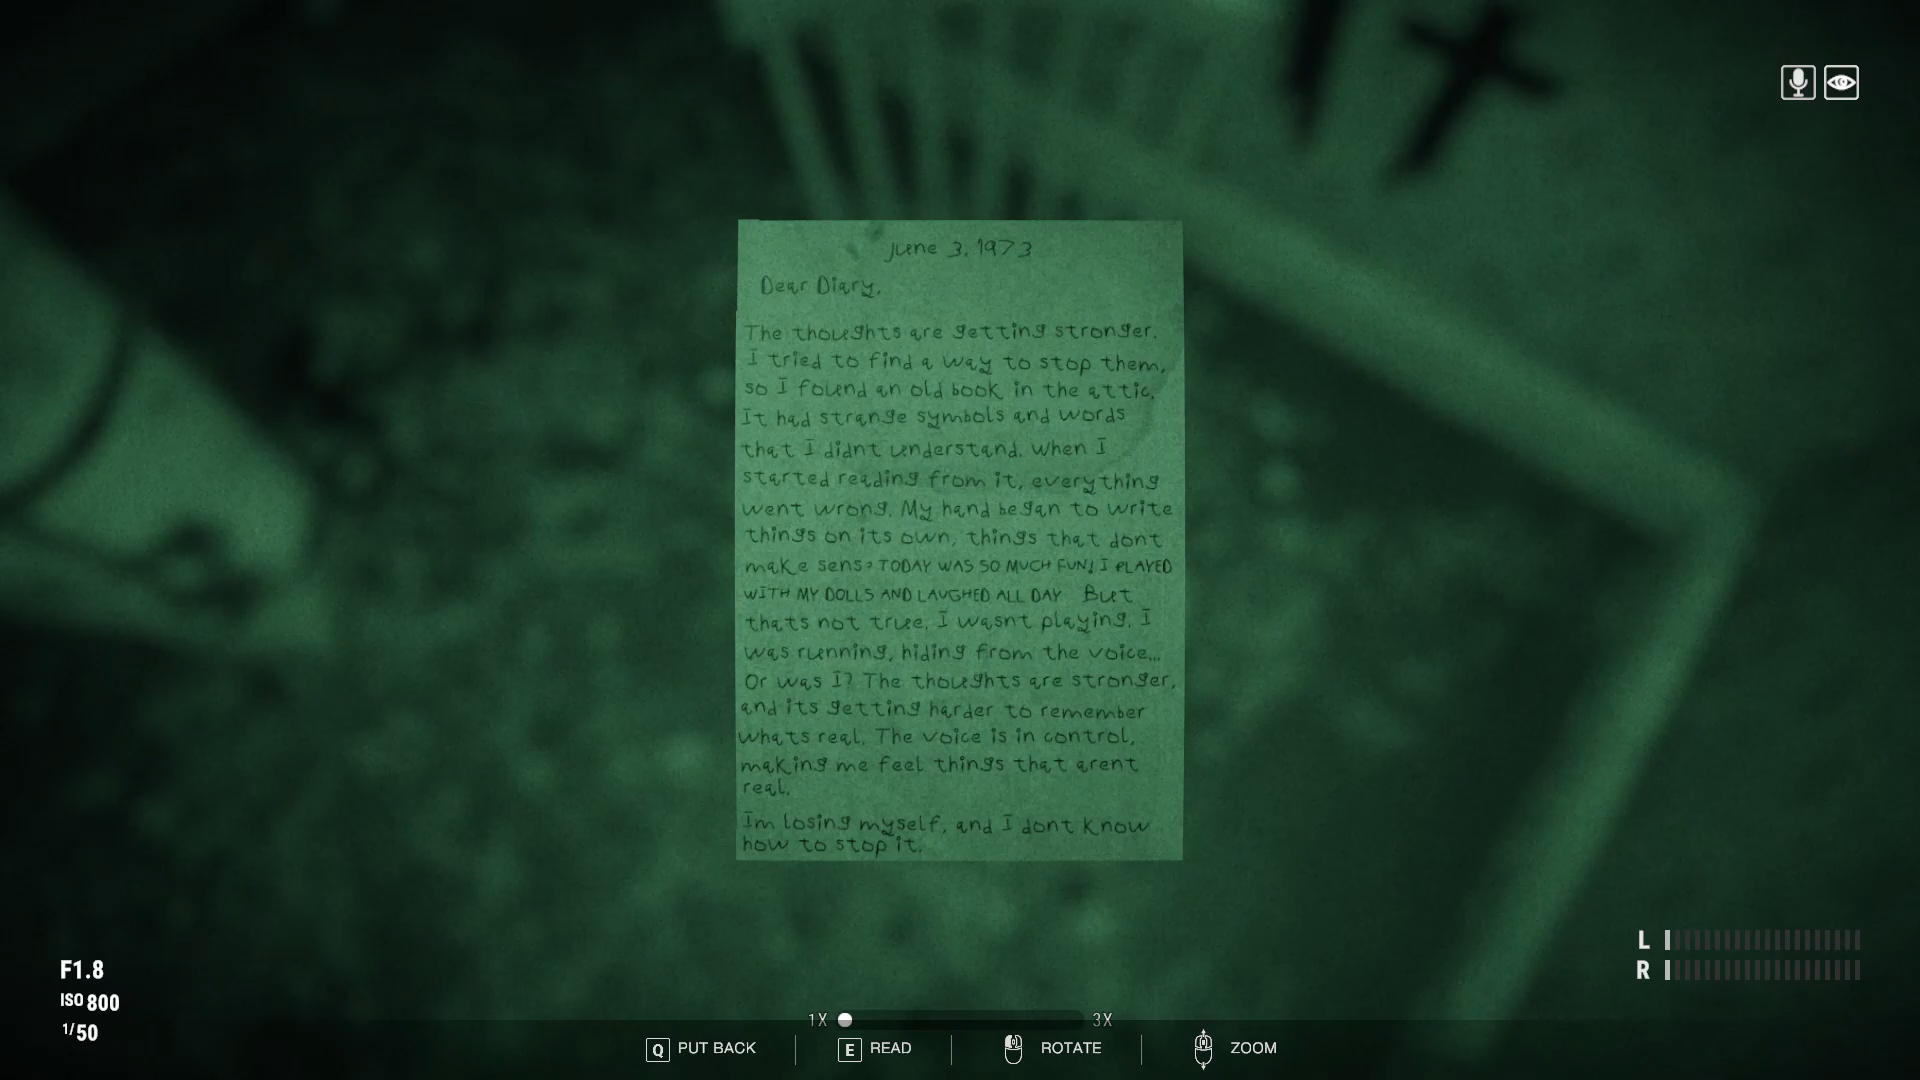 June 3, 1973
Dear Diary,
The thoughts are getting stronger.
I tried to find a way to stop them,
so I found an old book in the attic.
It had strange symbols and words
that I didnt understand. When I
started reading from it, everything
went wrong. My hand began to write
things on its own, things that dont
make sens? TODAY WAS SO MUCH FUN! I PLAYED
WITH MY DOLLS AND LAUGHED ALL DAY But
thats not true. I wasnt playing. I
was running, hiding from the voice...
Or was I? The thoughts are stronger,
and its getting harder to remember
whats real. The voice is in control,
making me feel things that arent
real.
Im losing myself, and I dont know
how to stop it.
L
R
F1.8
ISO 800
1/50
1X 3X
Q PUT BACK E READ ROTATE ZOOM